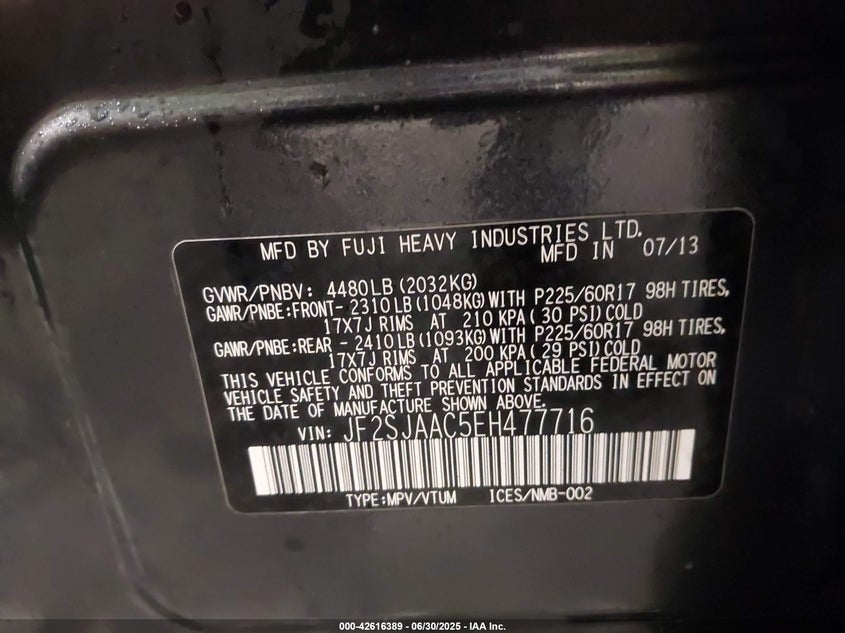 MFD BY FUJI HEAVY INDUSTRIES LTD.
MFD IN 07/13
GVWR/PNBV: 4480LB (2032KG)
GAWR/PNBE:FRONT- 2310LB (1048KG) WITH P225/60R17 98H TIRES,
17X7J RIMS AT 210 KPA ( 30 PSI) COLD
GAWR/PNBE:REAR - 2410LB (1093KG) WITH P225/60R17 98H TIRES,
17X7J RIMS AT 200 KPA ( 29 PSI) COLD
THIS VEHICLE CONFORMS TO ALL APPLICABLE FEDERAL MOTOR
VEHICLE SAFETY AND THEFT PREVENTION STANDARDS IN EFFECT ON
THE DATE OF MANUFACTURE SHOWN ABOVE.
VIN: JF2SJAAC5EH477716
TYPE:MPV/VTUM ICES/NMB-002
000-42616389 - 06/30/2025 - IAA Inc.